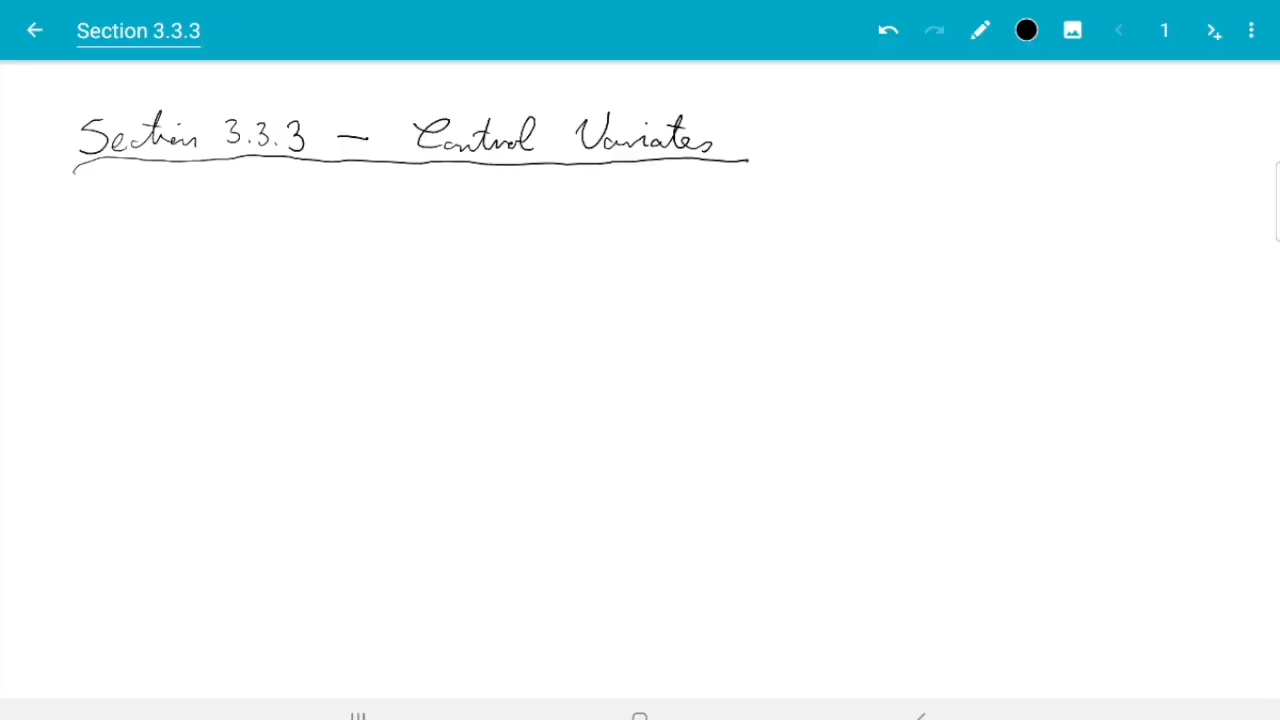 Section 3.3.3
1
Section 3.3.3 — Control Variates